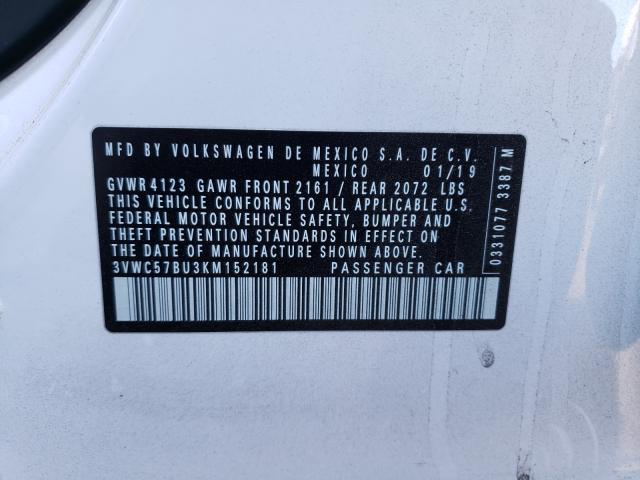 MFD BY VOLKSWAGEN DE MEXICO S.A. DE C.V.
MEXICO 01/19
GVWR 4123 GAWR FRONT 2161 / REAR 2072 LBS
THIS VEHICLE CONFORMS TO ALL APPLICABLE U.S.
FEDERAL MOTOR VEHICLE SAFETY, BUMPER AND
THEFT PREVENTION STANDARDS IN EFFECT ON
THE DATE OF MANUFACTURE SHOWN ABOVE.
3VWC57BU3KM152181 PASSENGER CAR
0331077 3387 M